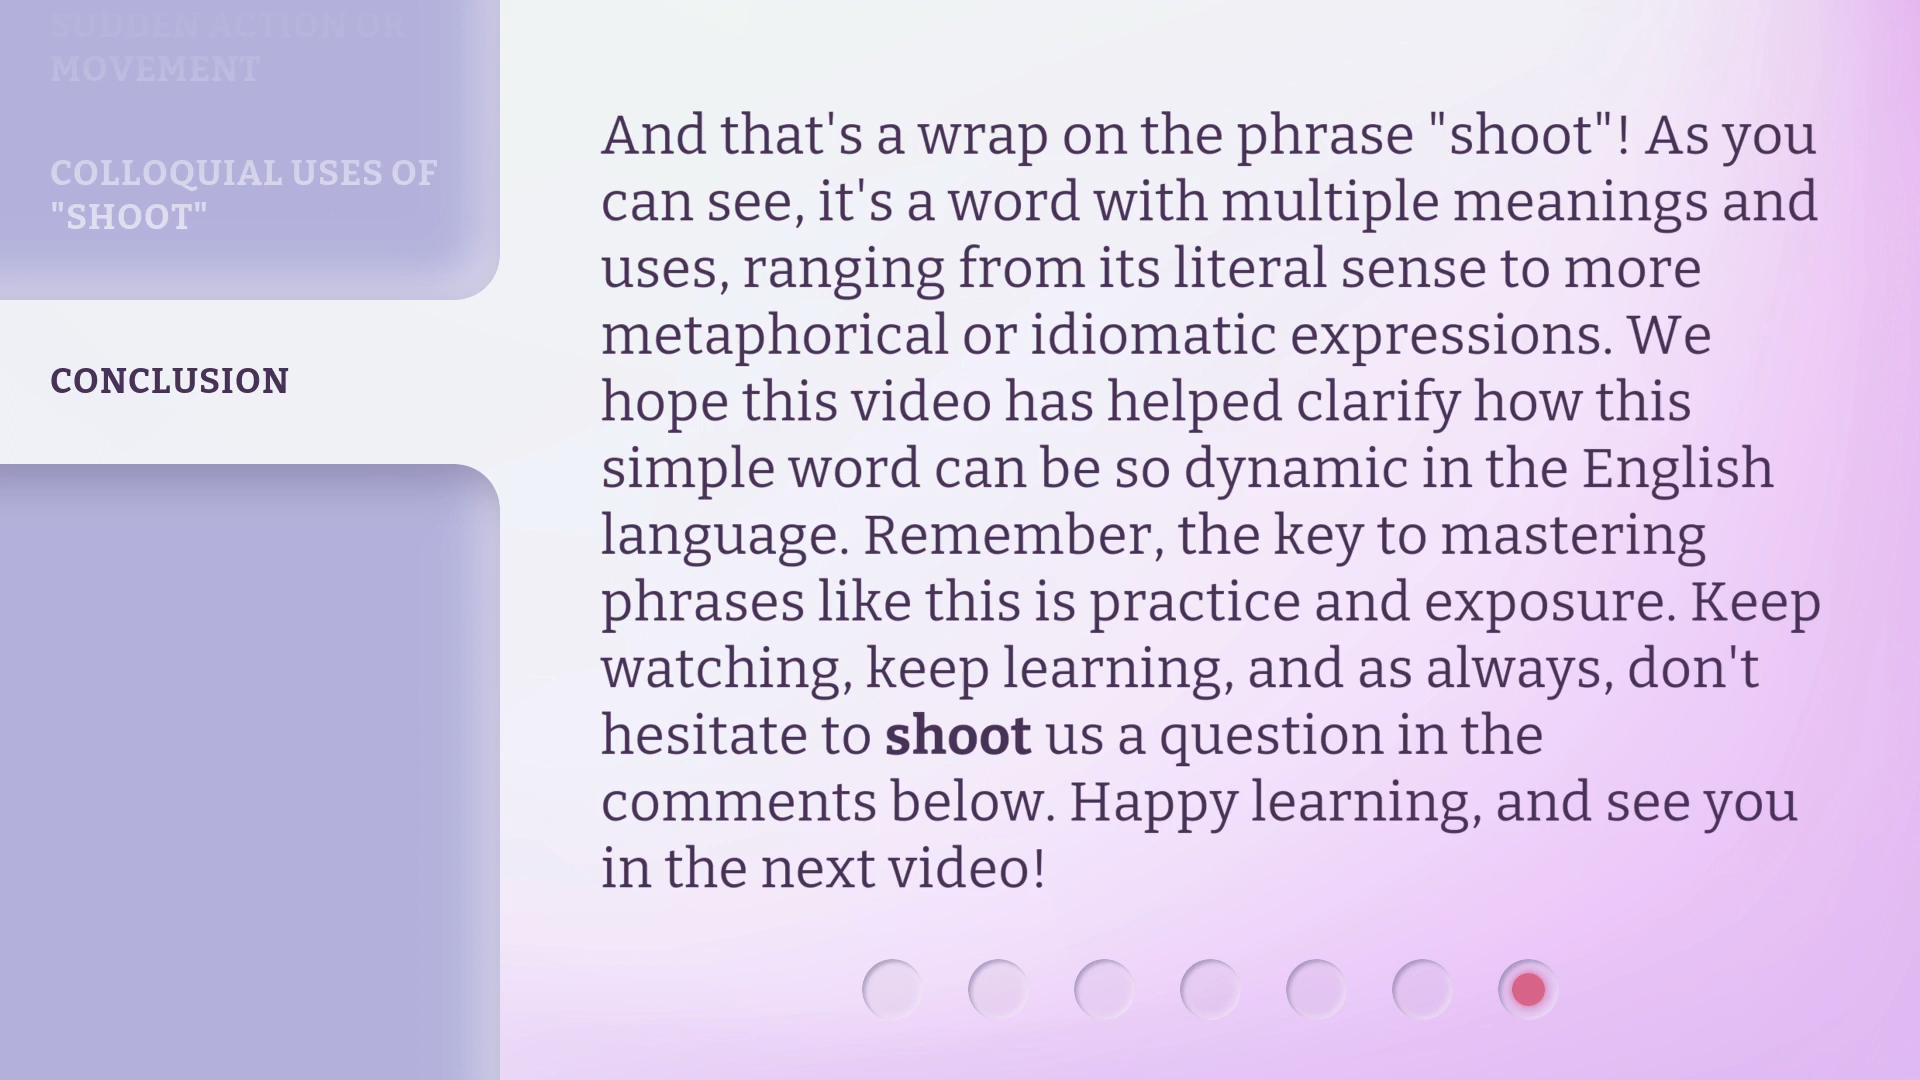 SUDDEN ACTION OR
MOVEMENT
COLLOQUIAL USES OF
"SHOOT"
CONCLUSION
And that's a wrap on the phrase "shoot"! As you
can see, it's a word with multiple meanings and
uses, ranging from its literal sense to more
metaphorical or idiomatic expressions. We
hope this video has helped clarify how this
simple word can be so dynamic in the English
language. Remember, the key to mastering
phrases like this is practice and exposure. Keep
watching, keep learning, and as always, don't
hesitate to shoot us a question in the
comments below. Happy learning, and see you
in the next video!